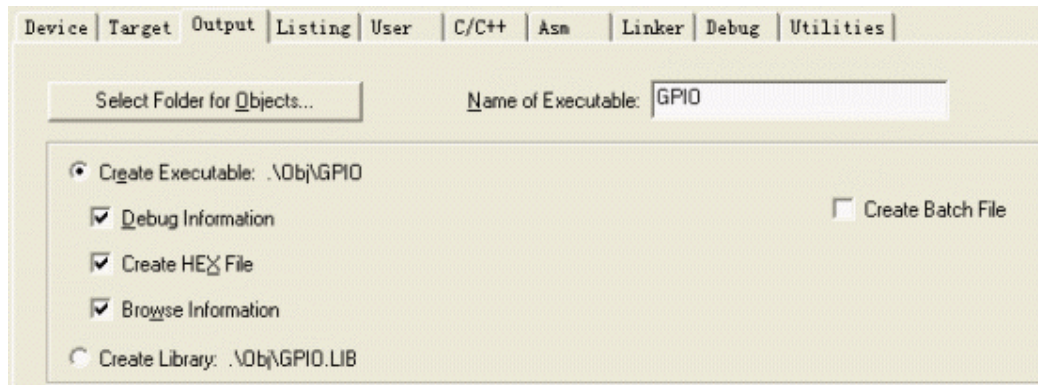 Device Target Output Listing User C/C++ Asm Linker Debug Utilities
Select Folder for Objects... Name of Executable: GPIO
Create Executable: .\Obj\GPIO
Debug Information Create Batch File
Create HEX File
Browse Information
Create Library: .\Obj\GPIO.LIB